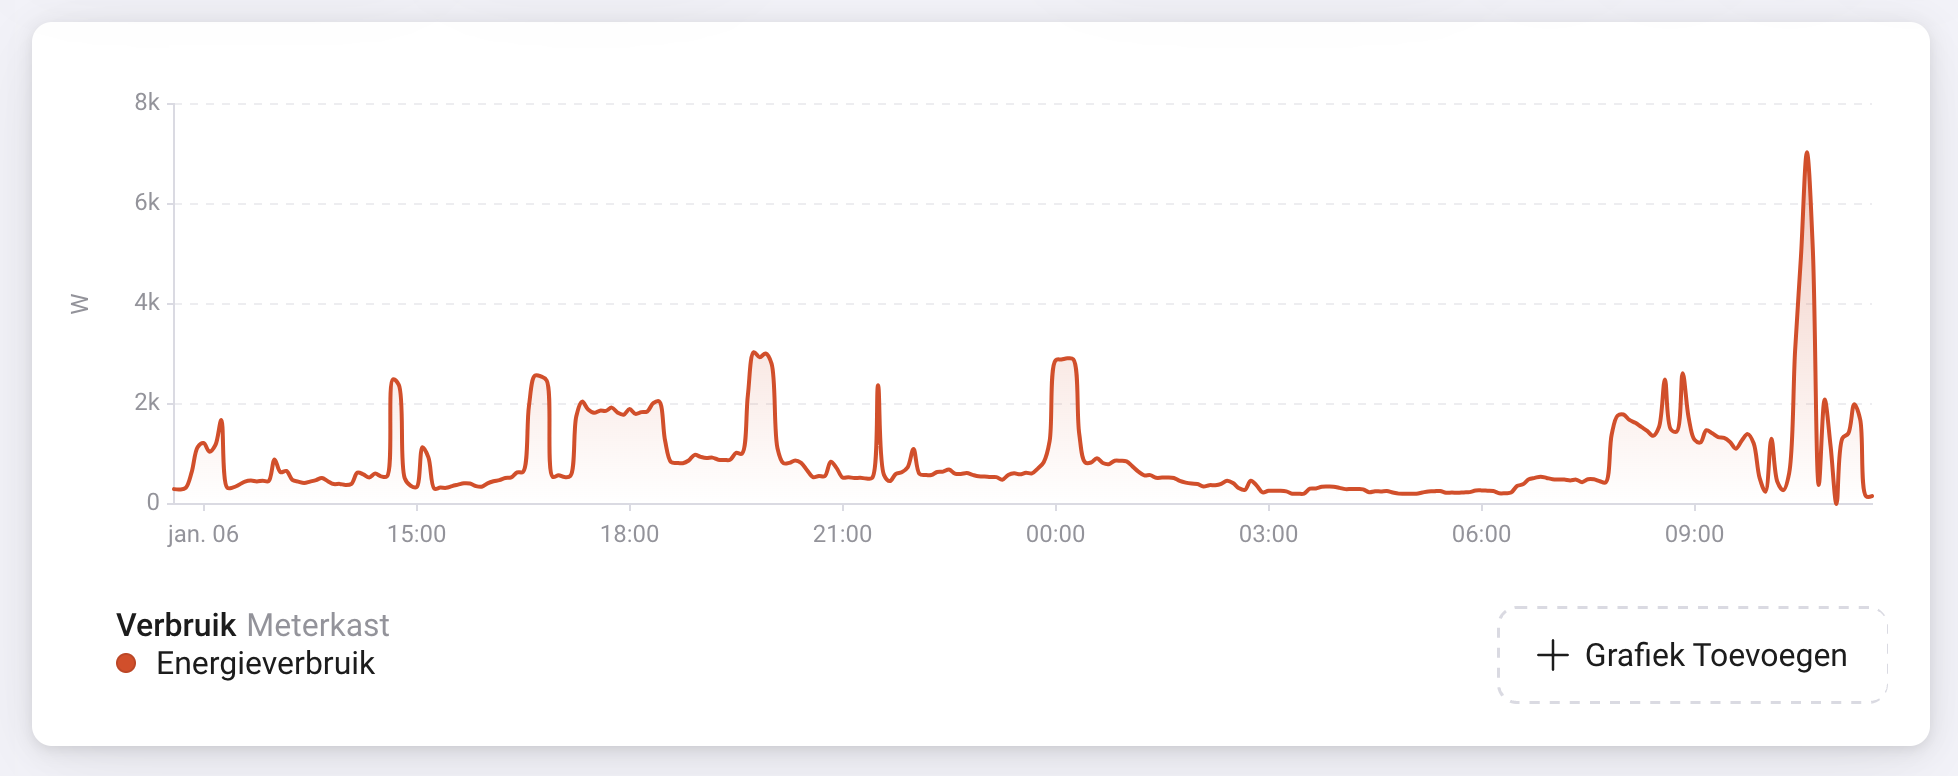 8k
6k
4k
2k
0
W
jan. 06 15:00 18:00 21:00 00:00 03:00 06:00 09:00
Verbruik Meterkast
Energieverbruik
Grafiek Toevoegen